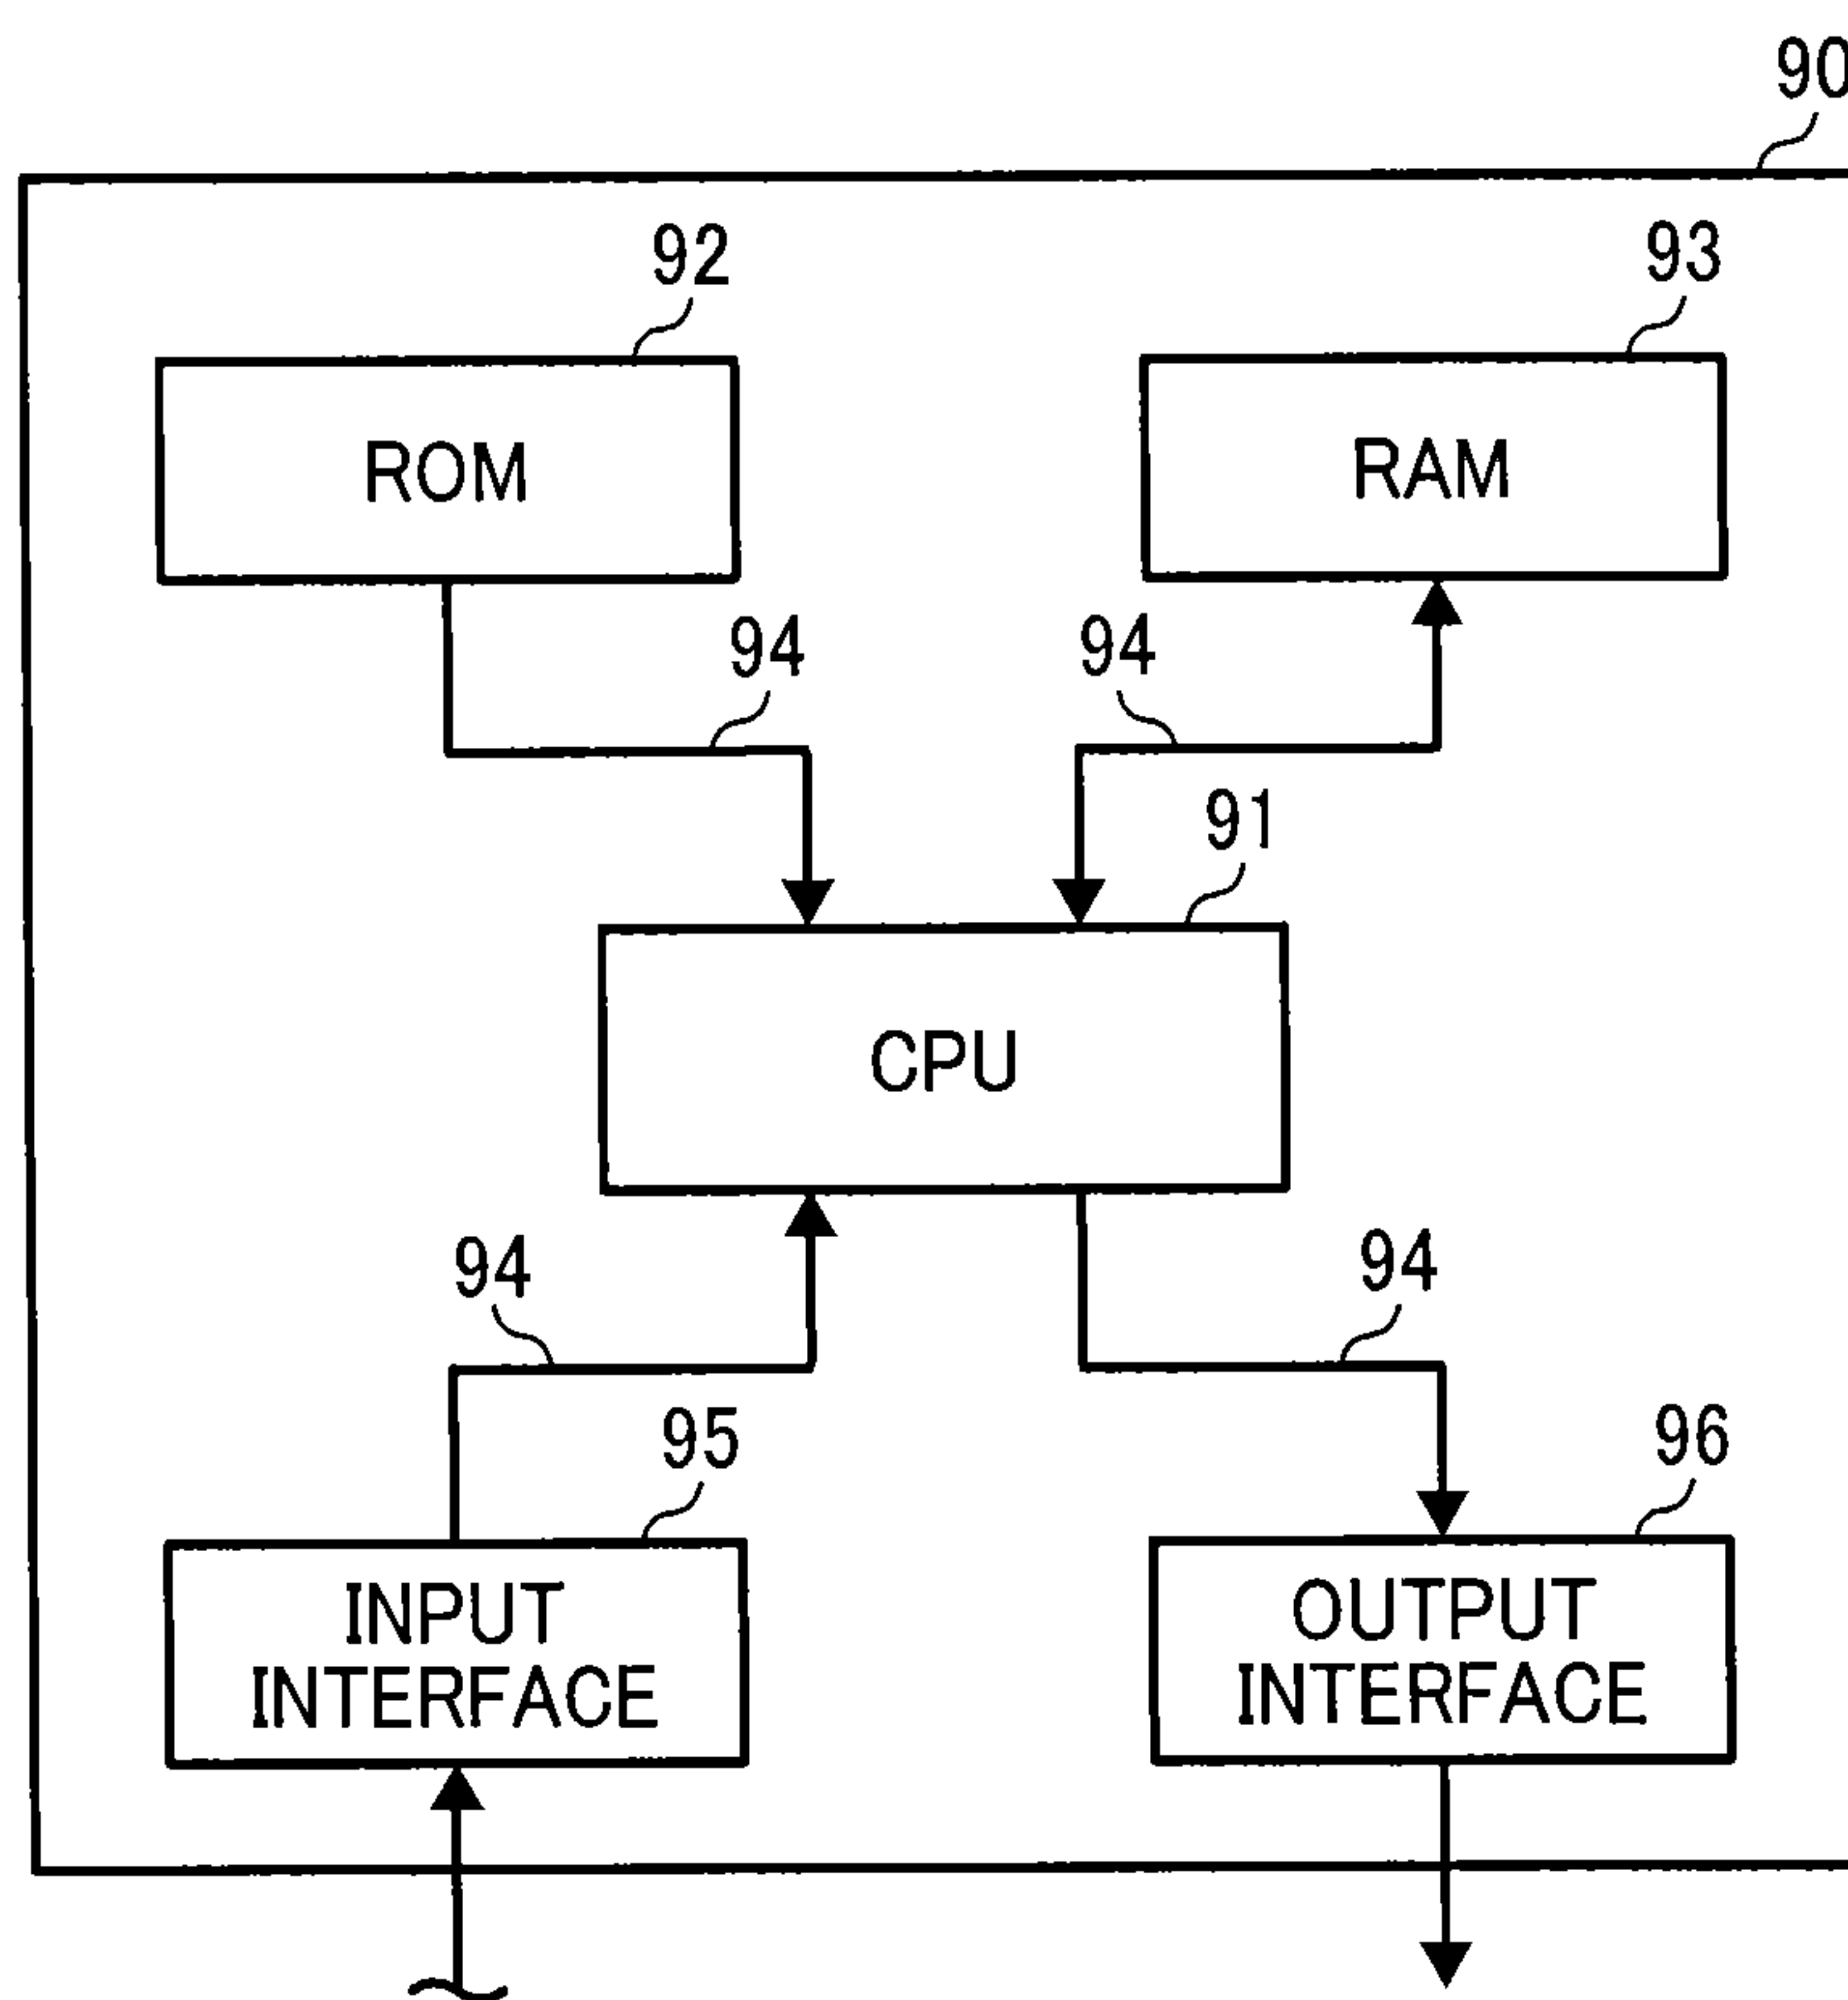 90
92
93
ROM
RAM
94
94
91
CPU
94
94
95
96
INPUT
INTERFACE
OUTPUT
INTERFACE